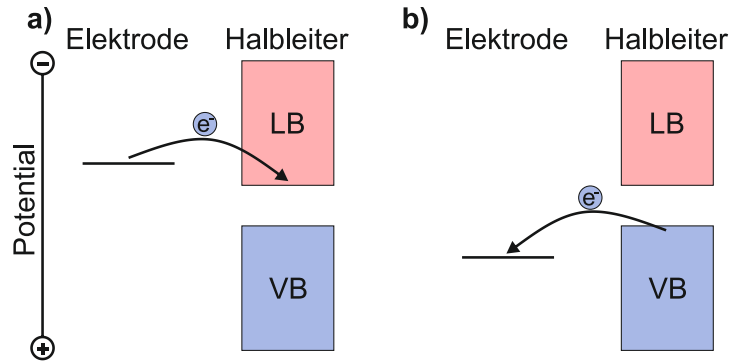 a)
Elektrode Halbleiter
−
LB
e-
Potential
VB
+
b)
Elektrode Halbleiter
LB
e-
VB